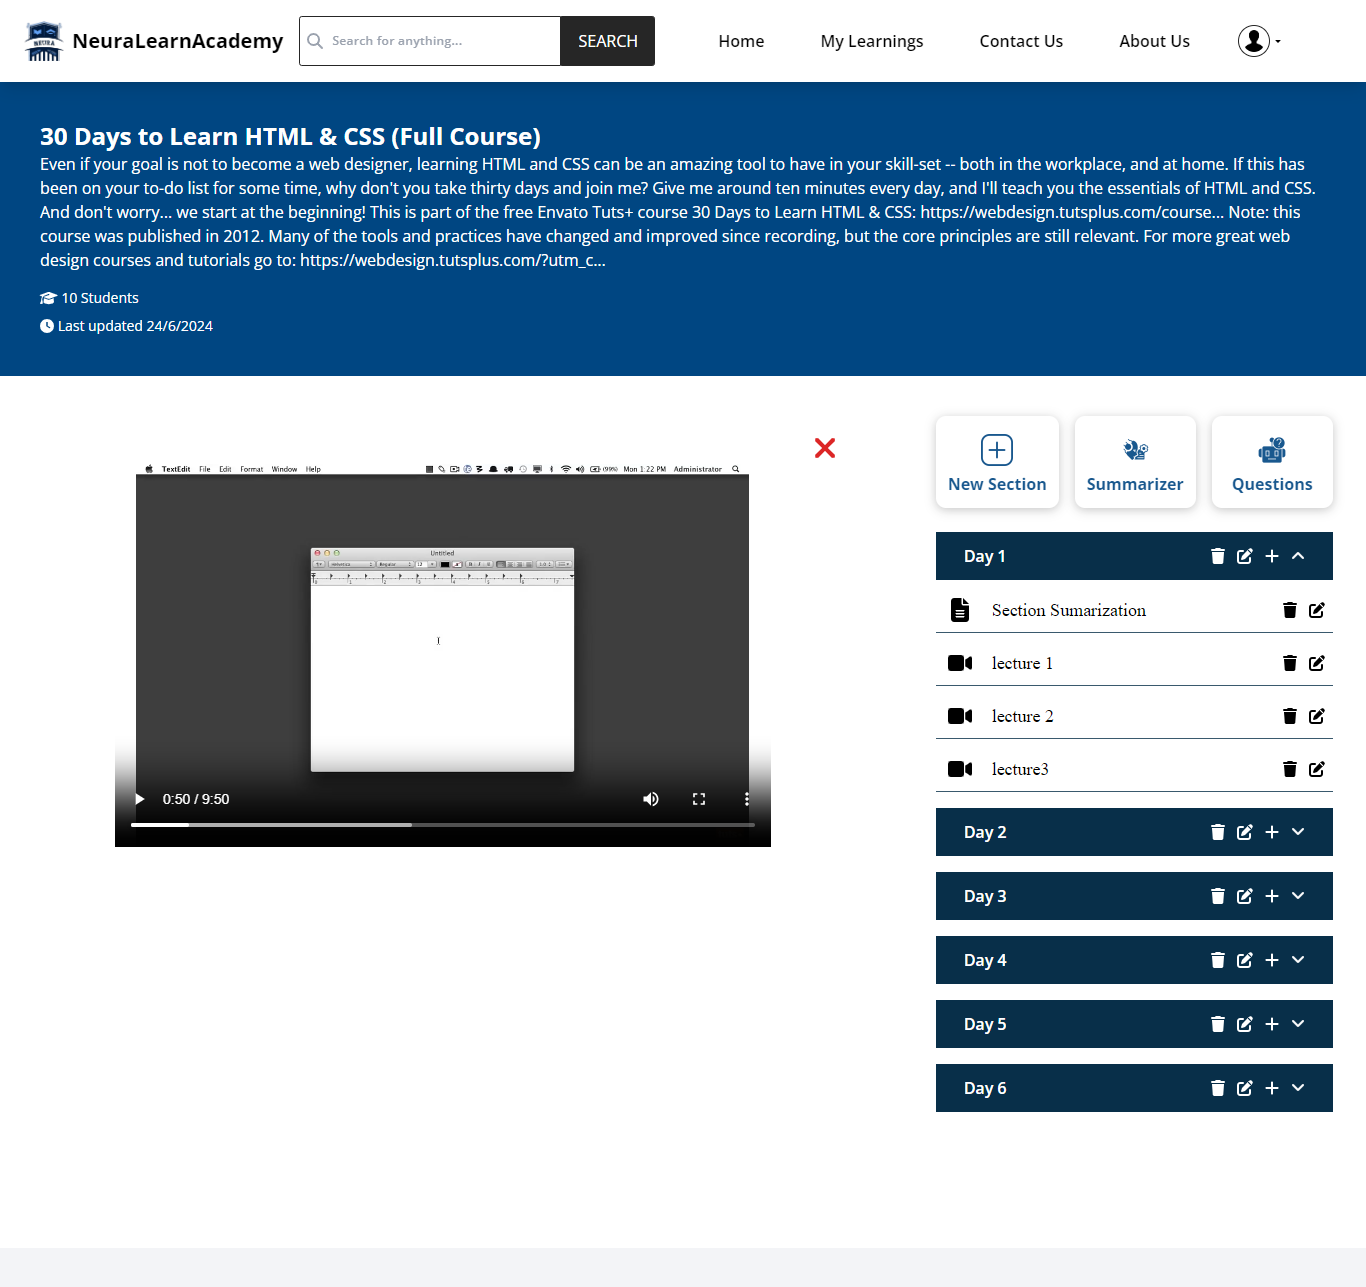 NEURA
NeuraLearnAcademy
Search for anything...
SEARCH
Home
My Learnings
Contact Us
About Us
30 Days to Learn HTML & CSS (Full Course)
Even if your goal is not to become a web designer, learning HTML and CSS can be an amazing tool to have in your skill-set -- both in the workplace, and at home. If this has
been on your to-do list for some time, why don't you take thirty days and join me? Give me around ten minutes every day, and I'll teach you the essentials of HTML and CSS.
And don't worry... we start at the beginning! This is part of the free Envato Tuts+ course 30 Days to Learn HTML & CSS: https://webdesign.tutsplus.com/course... Note: this
course was published in 2012. Many of the tools and practices have changed and improved since recording, but the core principles are still relevant. For more great web
design courses and tutorials go to: https://webdesign.tutsplus.com/?utm_c...
10 Students
Last updated 24/6/2024
TextEdit File Edit Format Window Help
(99%) Mon 1:22 PM Administrator
Untitled
Helvetica Regular 12
0:50 / 9:50
New Section
Summarizer
Questions
Day 1
Section Sumarization
lecture 1
lecture 2
lecture3
Day 2
Day 3
Day 4
Day 5
Day 6